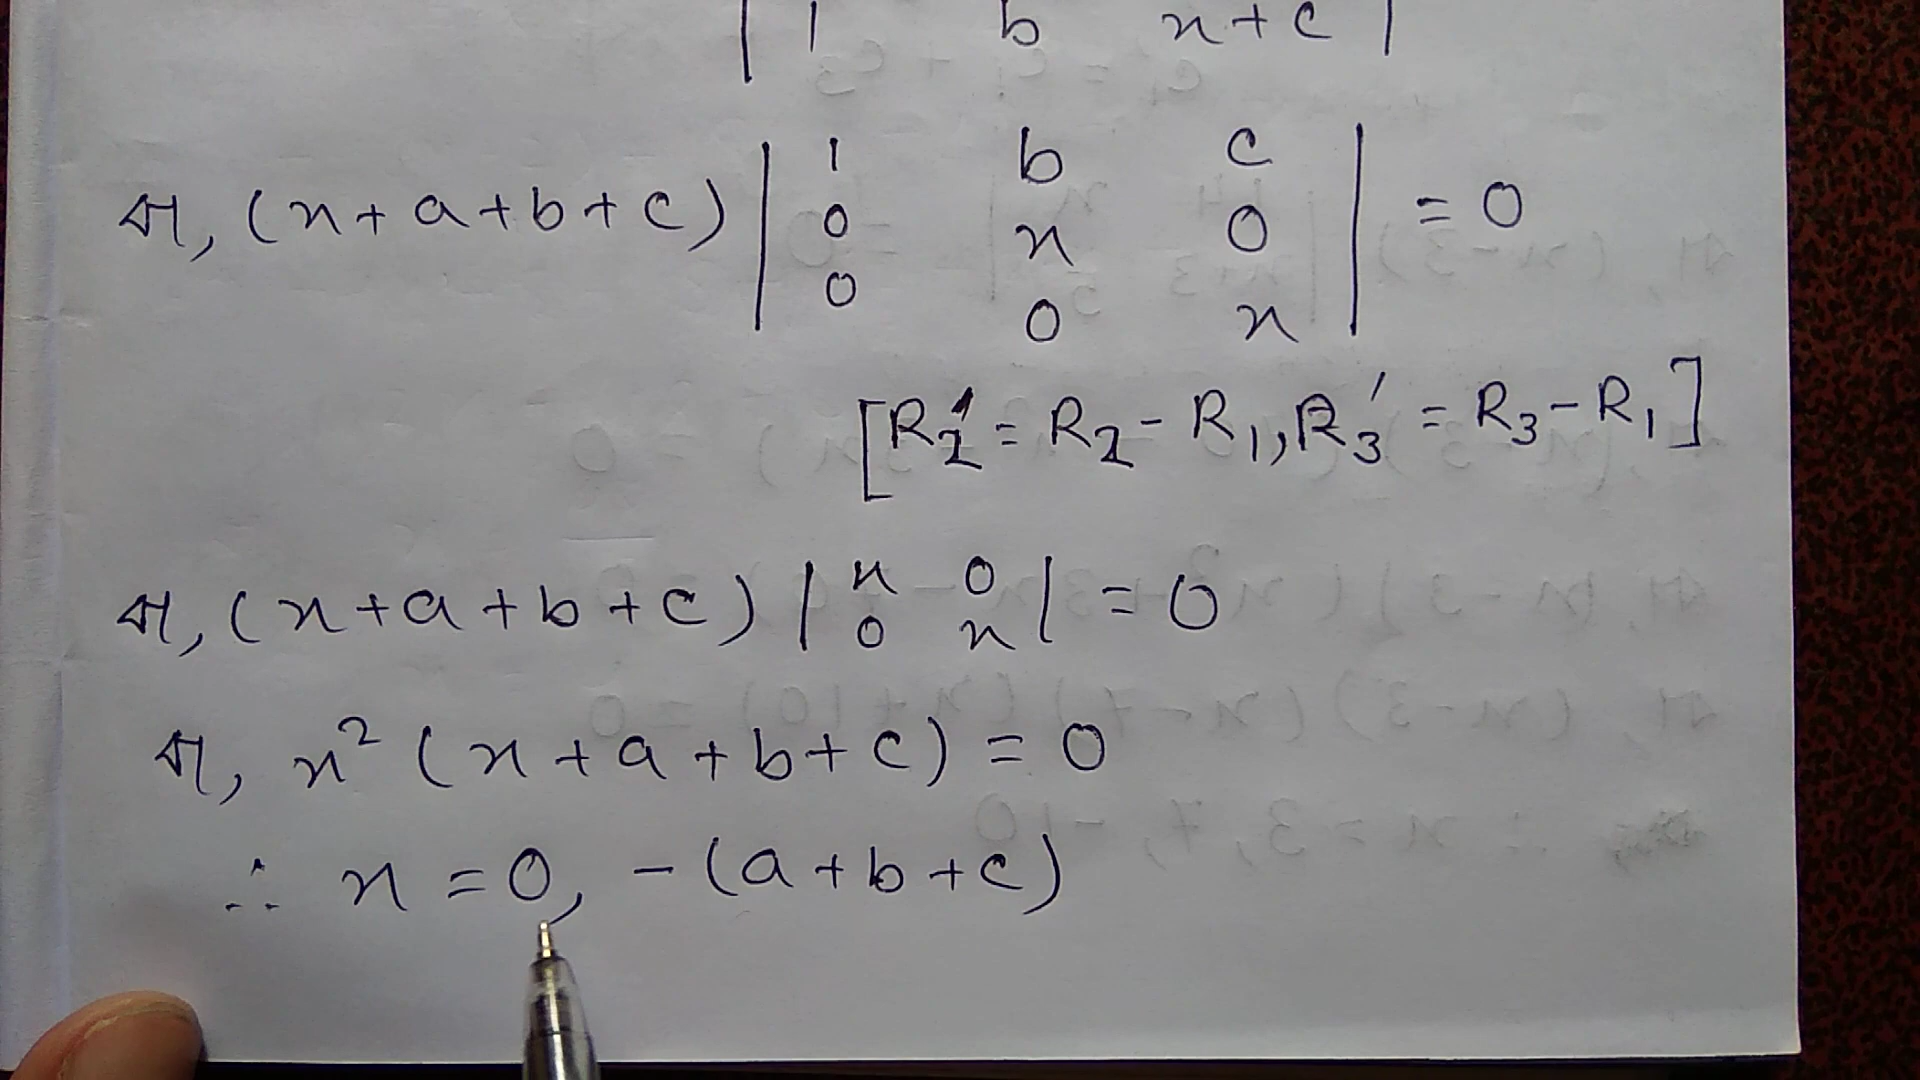 | 1 b x+c |
বা, (x+a+b+c) | 1 b c |
| 0 x 0 | = 0
| 0 0 x |
[R₂′ = R₂ - R₁, R₃′ = R₃ - R₁]
বা, (x+a+b+c) | x 0 | = 0
| 0 x |
বা, x² (x+a+b+c) = 0
∴ x = 0, -(a+b+c)